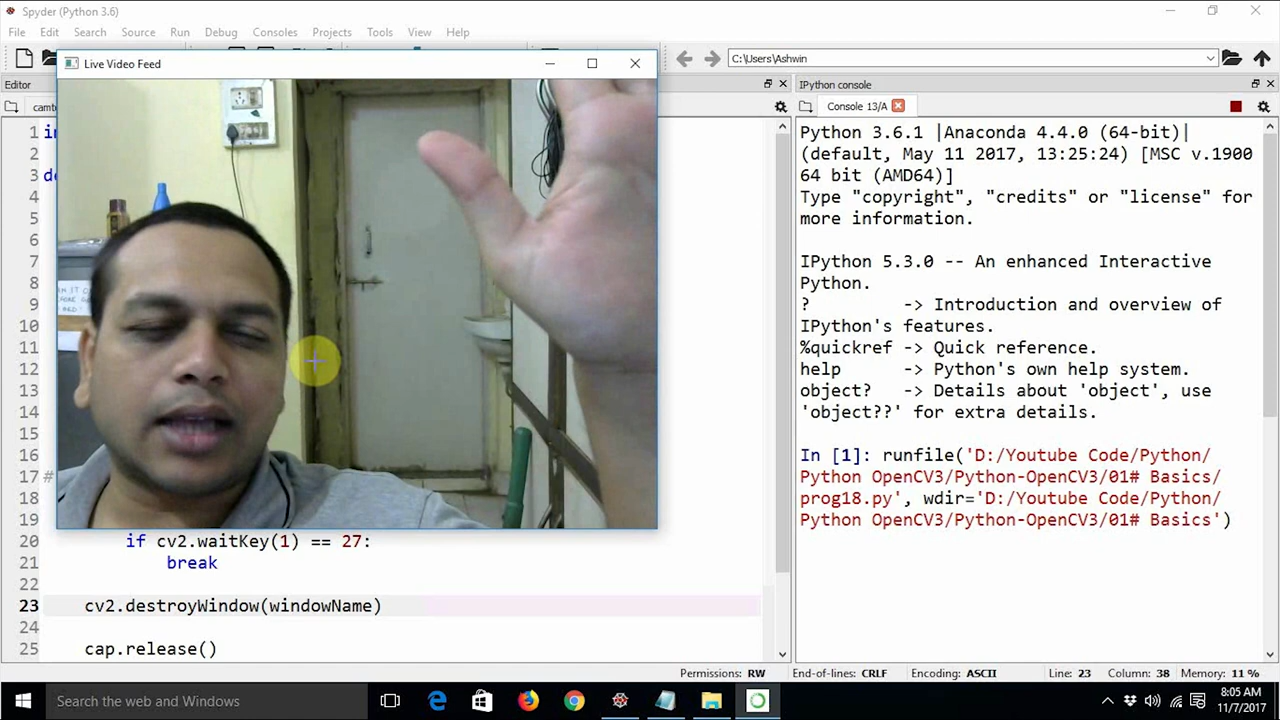 Spyder (Python 3.6)
File Edit Search Source Run Debug Consoles Projects Tools View Help
C:\Users\Ashwin
Live Video Feed
Editor
IPython console
Console 13/A
1
2
3
4
5
6
7
8
9
10
11
12
13
14
15
16
17 #
18
19
20 if cv2.waitKey(1) == 27:
21 break
22
23 cv2.destroyWindow(windowName)
24
25 cap.release()
Python 3.6.1 |Anaconda 4.4.0 (64-bit)|
(default, May 11 2017, 13:25:24) [MSC v.1900
64 bit (AMD64)]
Type "copyright", "credits" or "license" for
more information.
IPython 5.3.0 -- An enhanced Interactive
Python.
? -> Introduction and overview of
IPython's features.
%quickref -> Quick reference.
help -> Python's own help system.
object? -> Details about 'object', use
'object??' for extra details.
In [1]: runfile('D:/Youtube Code/Python/
Python OpenCV3/Python-OpenCV3/01# Basics/
prog18.py', wdir='D:/Youtube Code/Python/
Python OpenCV3/Python-OpenCV3/01# Basics')
Permissions: RW End-of-lines: CRLF Encoding: ASCII Line: 23 Column: 38 Memory: 11 %
Search the web and Windows
8:05 AM
11/7/2017